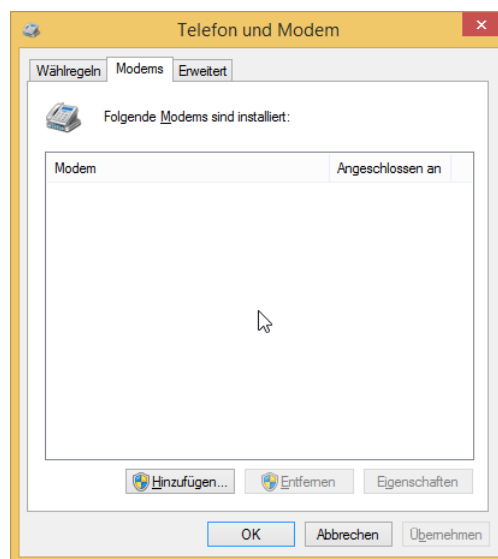 Telefon und Modem
Wählregeln Modems Erweitert
Folgende Modems sind installiert:
Modem Angeschlossen an
Hinzufügen... Entfernen Eigenschaften
OK Abbrechen Übernehmen